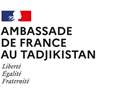 AMBASSADE
DE FRANCE
AU TADJIKISTAN
Liberté
Égalité
Fraternité